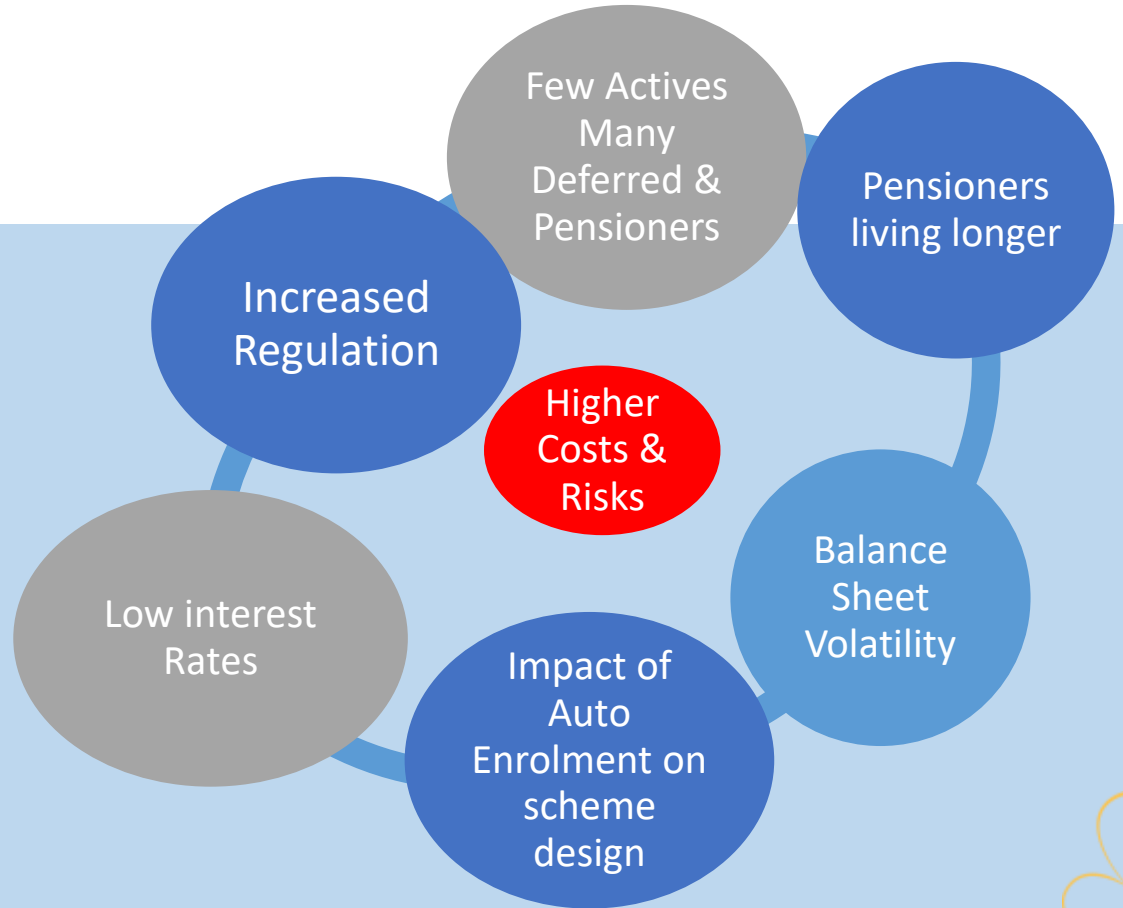 Few Actives
Many
Deferred &
Pensioners
Pensioners
living longer
Increased
Regulation
Higher
Costs &
Risks
Balance
Sheet
Volatility
Low interest
Rates
Impact of
Auto
Enrolment on
scheme
design